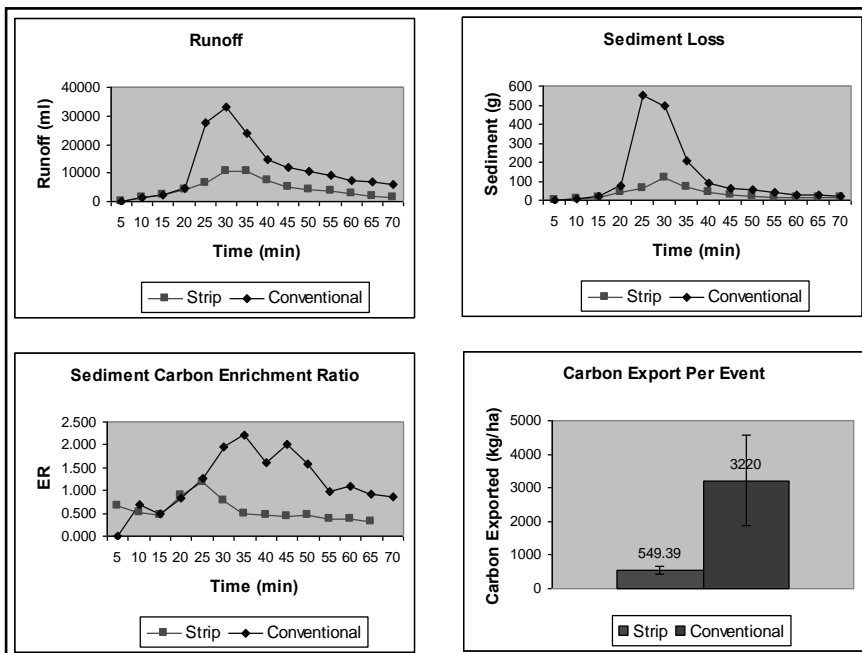 Runoff
Runoff (ml)
40000
30000
20000
10000
0
5 10 15 20 25 30 35 40 45 50 55 60 65 70
Time (min)
Strip Conventional
Sediment Loss
Sediment (g)
600
500
400
300
200
100
0
5 10 15 20 25 30 35 40 45 50 55 60 65 70
Time (min)
Strip Conventional
Sediment Carbon Enrichment Ratio
ER
2.500
2.000
1.500
1.000
0.500
0.000
5 10 15 20 25 30 35 40 45 50 55 60 65 70
Time (min)
Strip Conventional
Carbon Export Per Event
Carbon Exported (kg/ha)
5000
4000
3000
2000
1000
0
549.39
3220
Strip Conventional